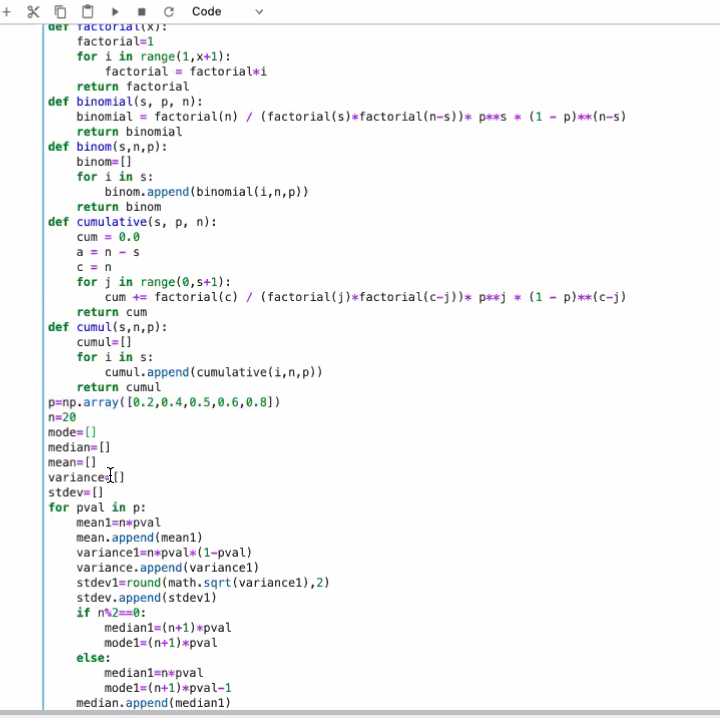 Code
def factorial(x):
    factorial=1
    for i in range(1,x+1):
        factorial = factorial*i
    return factorial
def binomial(s, p, n):
    binomial = factorial(n) / (factorial(s)*factorial(n-s))* p**s * (1 - p)**(n-s)
    return binomial
def binom(s,n,p):
    binom=[]
    for i in s:
        binom.append(binomial(i,n,p))
    return binom
def cumulative(s, p, n):
    cum = 0.0
    a = n - s
    c = n
    for j in range(0,s+1):
        cum += factorial(c) / (factorial(j)*factorial(c-j))* p**j * (1 - p)**(c-j)
    return cum
def cumul(s,n,p):
    cumul=[]
    for i in s:
        cumul.append(cumulative(i,n,p))
    return cumul
p=np.array([0.2,0.4,0.5,0.6,0.8])
n=20
mode=[]
median=[]
mean=[]
variance=[]
stdev=[]
for pval in p:
    mean1=n*pval
    mean.append(mean1)
    variance1=n*pval*(1-pval)
    variance.append(variance1)
    stdev1=round(math.sqrt(variance1),2)
    stdev.append(stdev1)
    if n%2==0:
        median1=(n+1)*pval
        mode1=(n+1)*pval
    else:
        median1=n*pval
        mode1=(n+1)*pval-1
    median.append(median1)